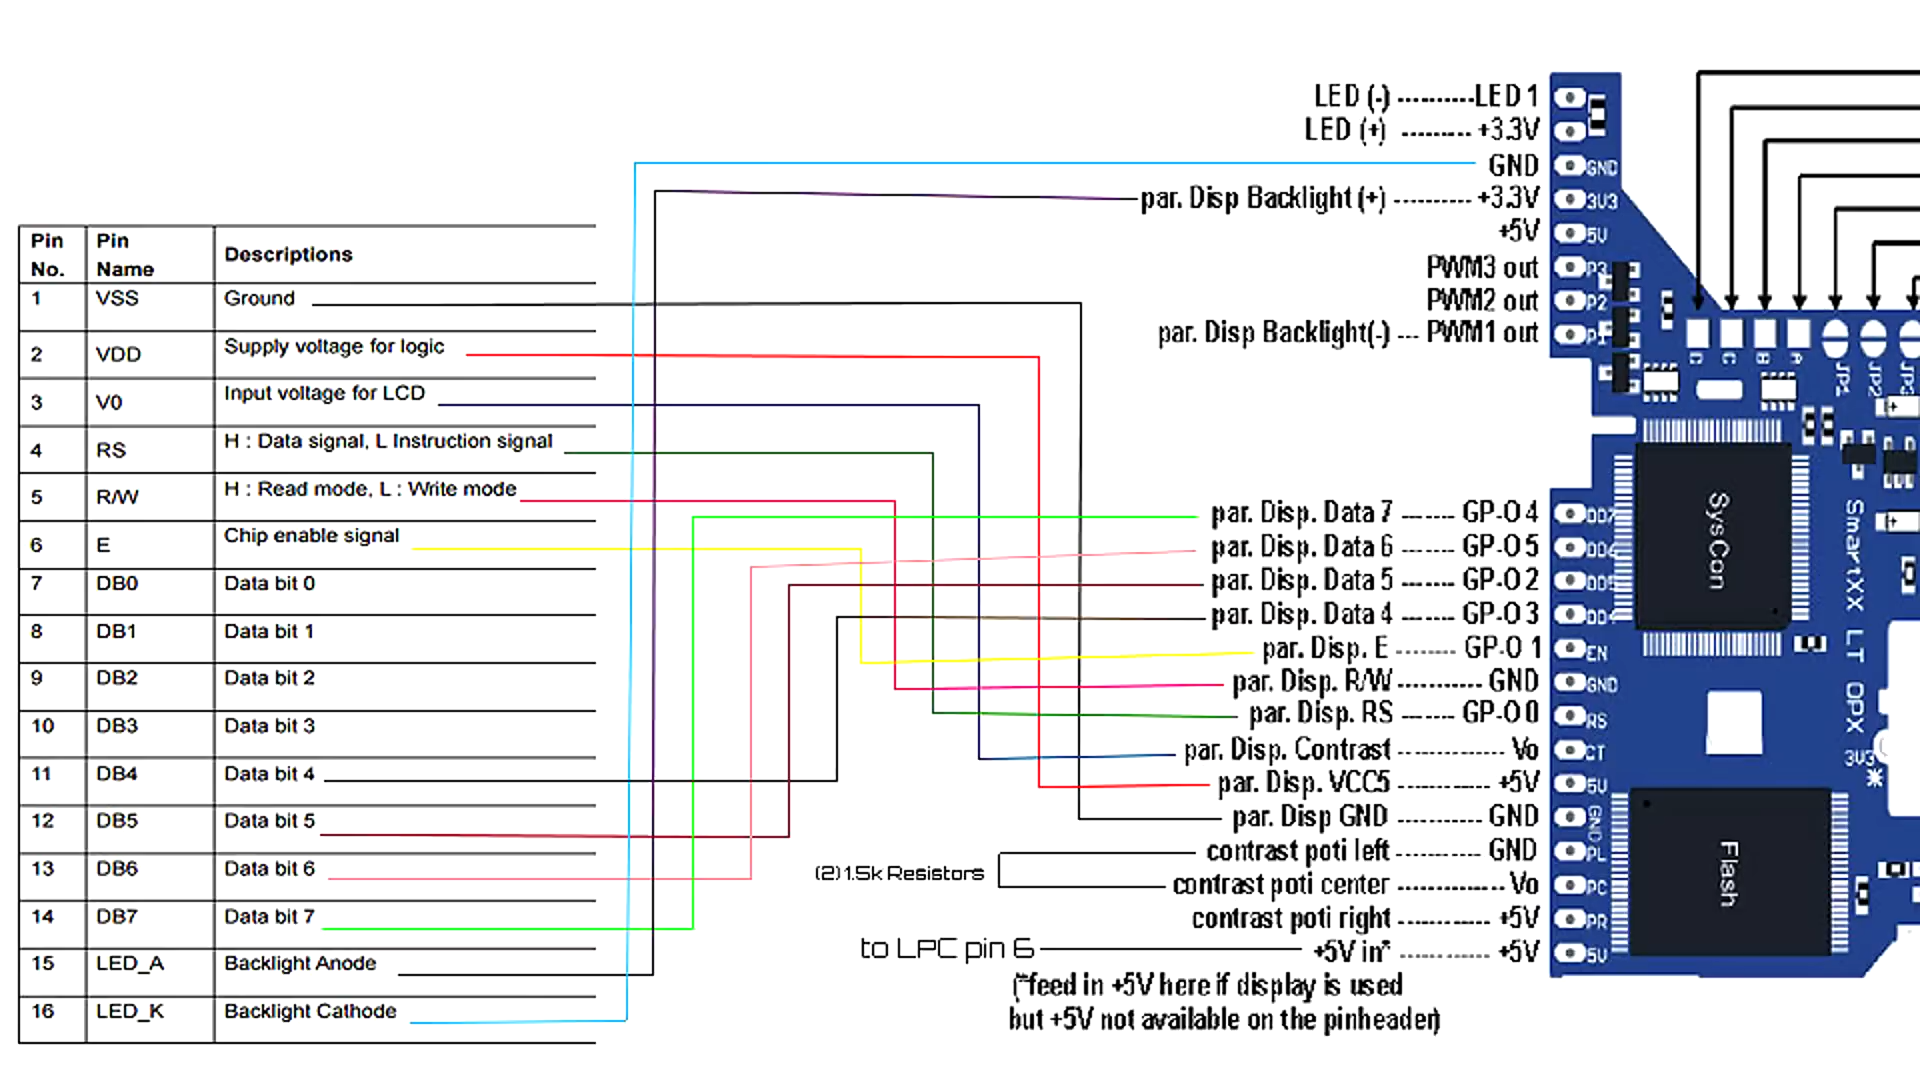 Pin No. Pin Name Descriptions
1 VSS Ground
2 VDD Supply voltage for logic
3 V0 Input voltage for LCD
4 RS H : Data signal, L Instruction signal
5 R/W H : Read mode, L : Write mode
6 E Chip enable signal
7 DB0 Data bit 0
8 DB1 Data bit 1
9 DB2 Data bit 2
10 DB3 Data bit 3
11 DB4 Data bit 4
12 DB5 Data bit 5
13 DB6 Data bit 6
14 DB7 Data bit 7
15 LED_A Backlight Anode
16 LED_K Backlight Cathode
LED (-) ----------LED 1
LED (+) --------- +3.3V
GND GND
par. Disp Backlight (+) --------- +3.3V 3V3
+5V 5V
PWM3 out P3
PWM2 out P2
par. Disp Backlight(-) --- PWM1 out P1
par. Disp. Data 7 ------ GP-O 4
par. Disp. Data 6 ------ GP-O 5
par. Disp. Data 5 ------ GP-O 2
par. Disp. Data 4 ------ GP-O 3
par. Disp. E ------- GP-O 1 EN
par. Disp. R/W---------- GND GND
par. Disp. RS ------ GP-O 0 RS
par. Disp. Contrast ------------ Vo CT
par. Disp. VCC5 ----------- +5V 5V
par. Disp GND ---------- GND GND
contrast poti left ---------- GND PL
contrast poti center ------------- Vo PC
contrast poti right ----------- +5V PR
+5V in* ----------- +5V 5V
(*feed in +5V here if display is used
but +5V not available on the pinheader)
(2)1.5k Resistors
to LPC pin 6
D C B A
JP1 JP2
SysCon
SmartXX LT OPX
3V3
Flash